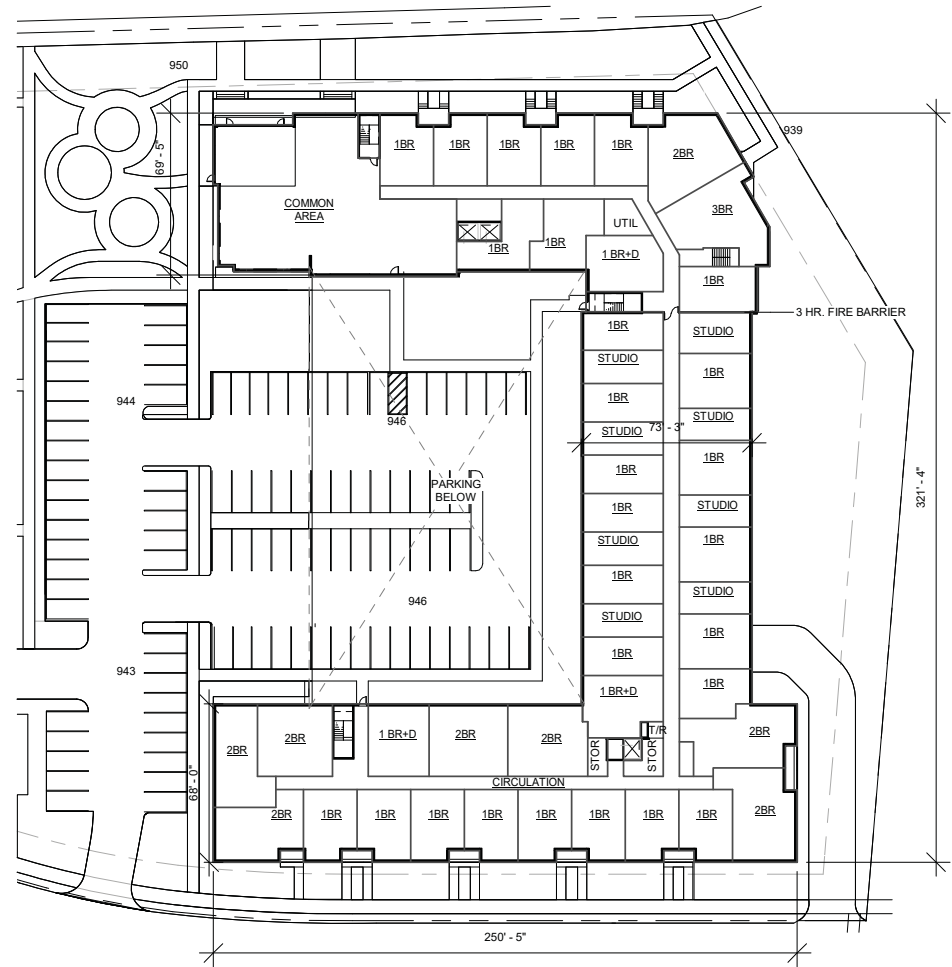 950
939
69' - 5"
1BR
1BR
1BR
1BR
1BR
2BR
COMMON
AREA
3BR
UTIL
1BR
1BR
1 BR+D
1BR
3 HR. FIRE BARRIER
1BR
STUDIO
STUDIO
1BR
944
1BR
STUDIO
946
STUDIO
73' - 3"
1BR
1BR
321' - 4"
PARKING
BELOW
1BR
STUDIO
STUDIO
1BR
1BR
STUDIO
946
STUDIO
1BR
1BR
943
1BR
1 BR+D
T/R
2BR
2BR
2BR
1 BR+D
2BR
2BR
STOR
STOR
CIRCULATION
68' - 0"
2BR
1BR
1BR
1BR
1BR
1BR
1BR
1BR
1BR
2BR
250' - 5"